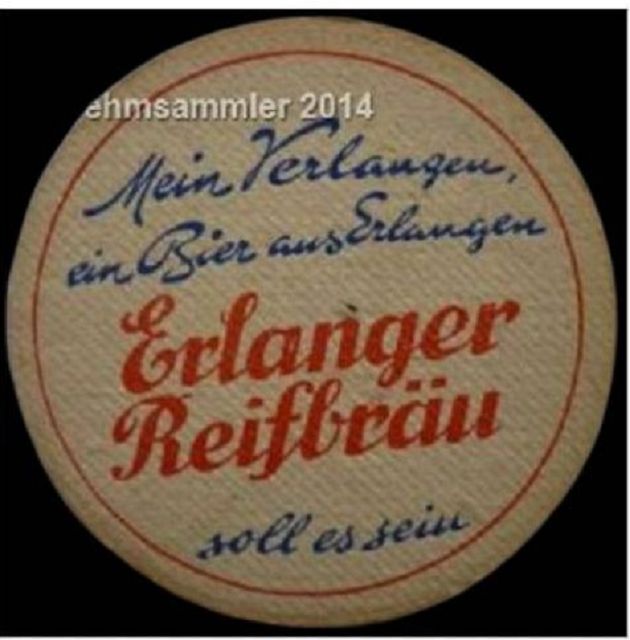 ehmsammler 2014
Mein Verlangen,
ein Bier aus Erlangen
Erlanger
Reifbräu
soll es sein